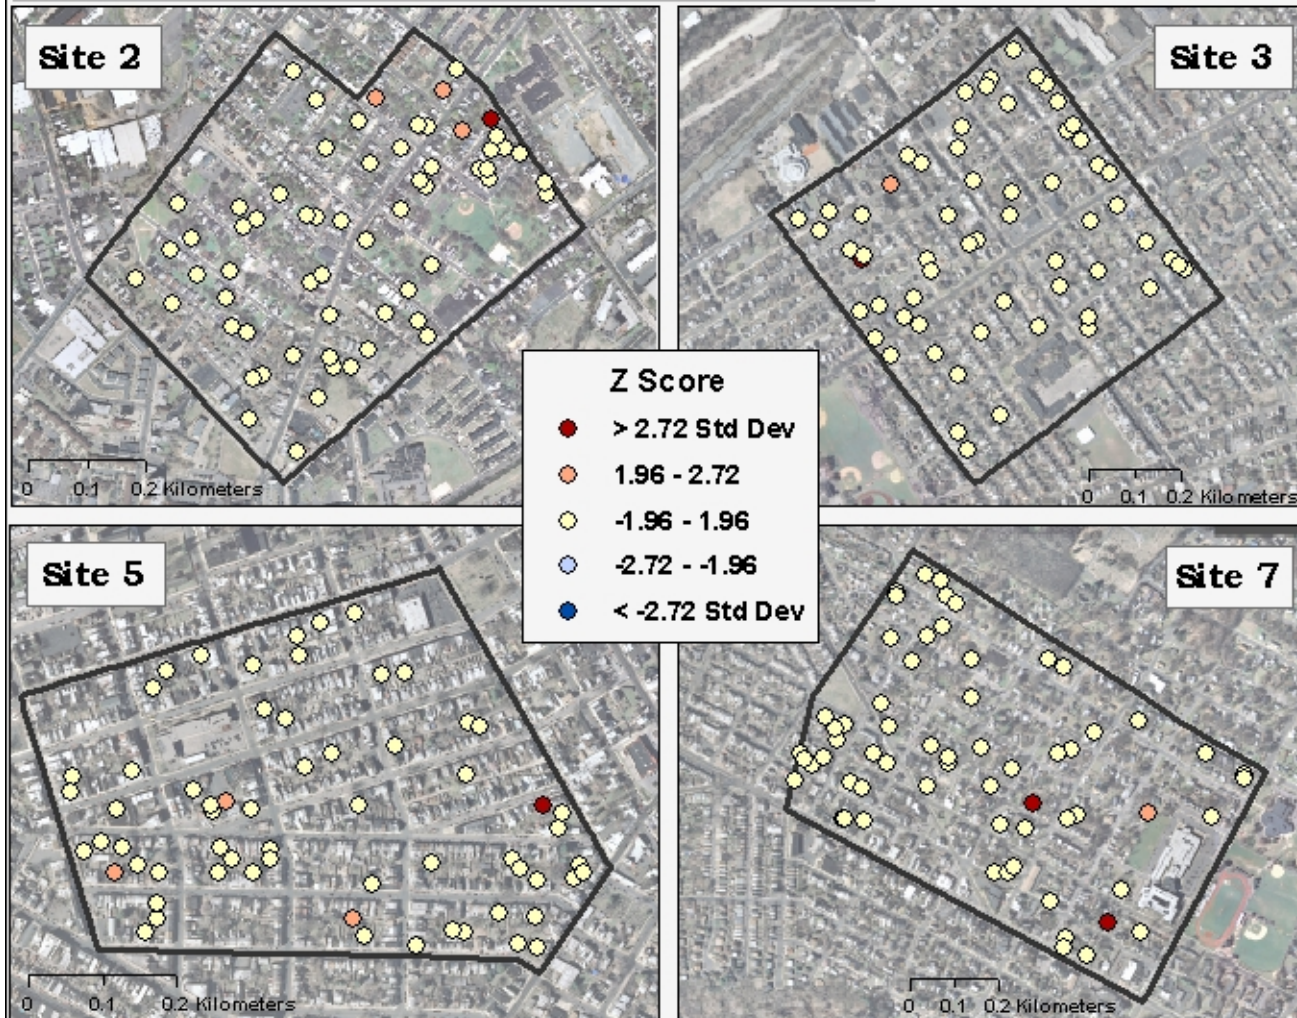 Site 2
Site 3
0 0.1 0.2 Kilometers
0 0.1 0.2 Kilometers
Z Score
> 2.72 Std Dev
1.96 - 2.72
-1.96 - 1.96
-2.72 - -1.96
< -2.72 Std Dev
Site 5
Site 7
0 0.1 0.2 Kilometers
0 0.1 0.2 Kilometers